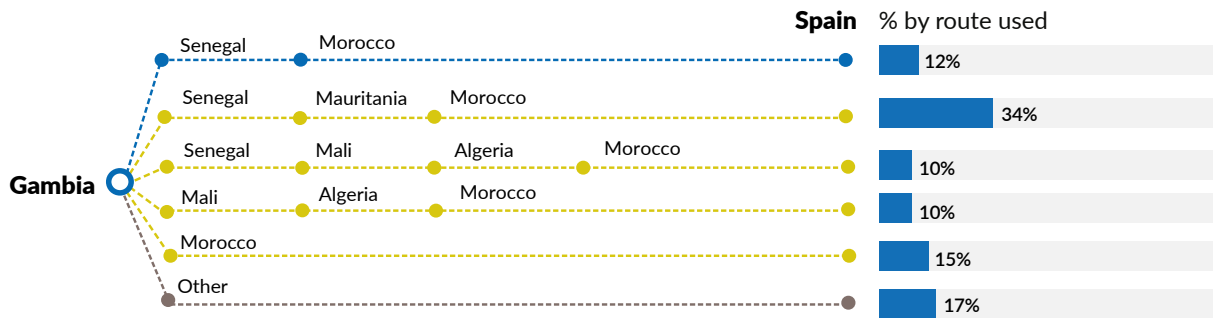 Spain % by route used
Senegal Morocco 12%
Senegal Mauritania Morocco 34%
Senegal Mali Algeria Morocco 10%
Gambia
Mali Algeria Morocco 10%
Morocco 15%
Other 17%